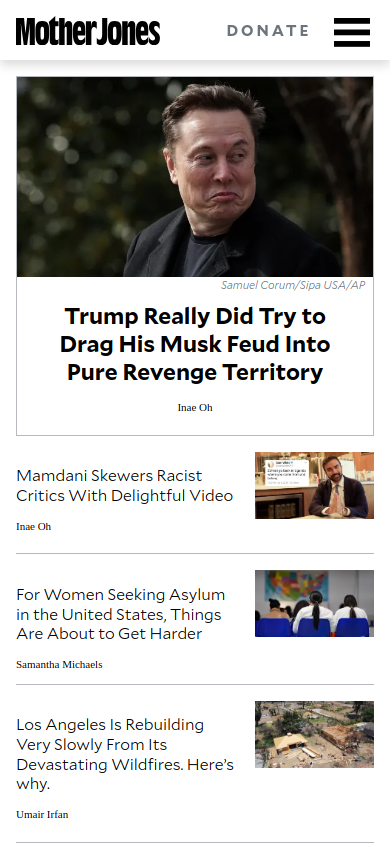 Mother Jones
DONATE
Samuel Corum/Sipa USA/AP
Trump Really Did Try to
Drag His Musk Feud Into
Pure Revenge Territory
Inae Oh
Mamdani Skewers Racist
Critics With Delightful Video
Inae Oh
For Women Seeking Asylum
in the United States, Things
Are About to Get Harder
Samantha Michaels
Los Angeles Is Rebuilding
Very Slowly From Its
Devastating Wildfires. Here’s
why.
Umair Irfan